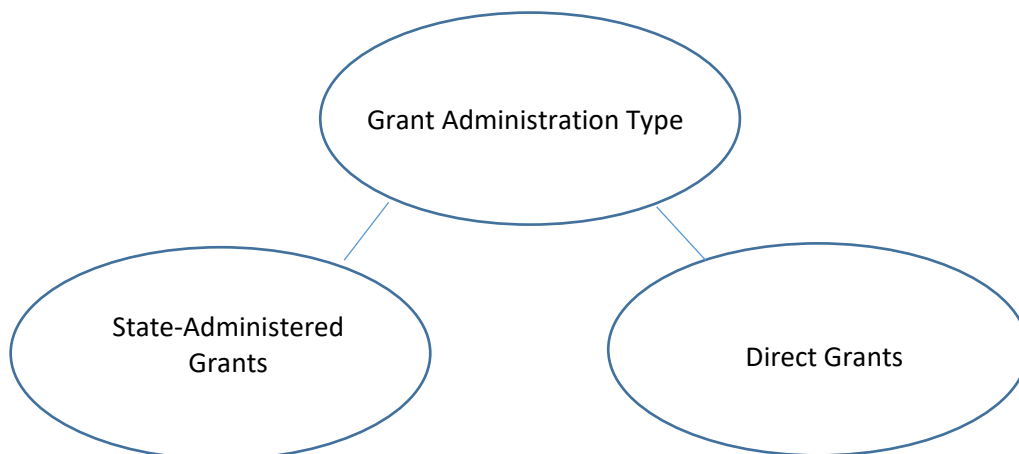 Grant Administration Type
State-Administered
Grants
Direct Grants